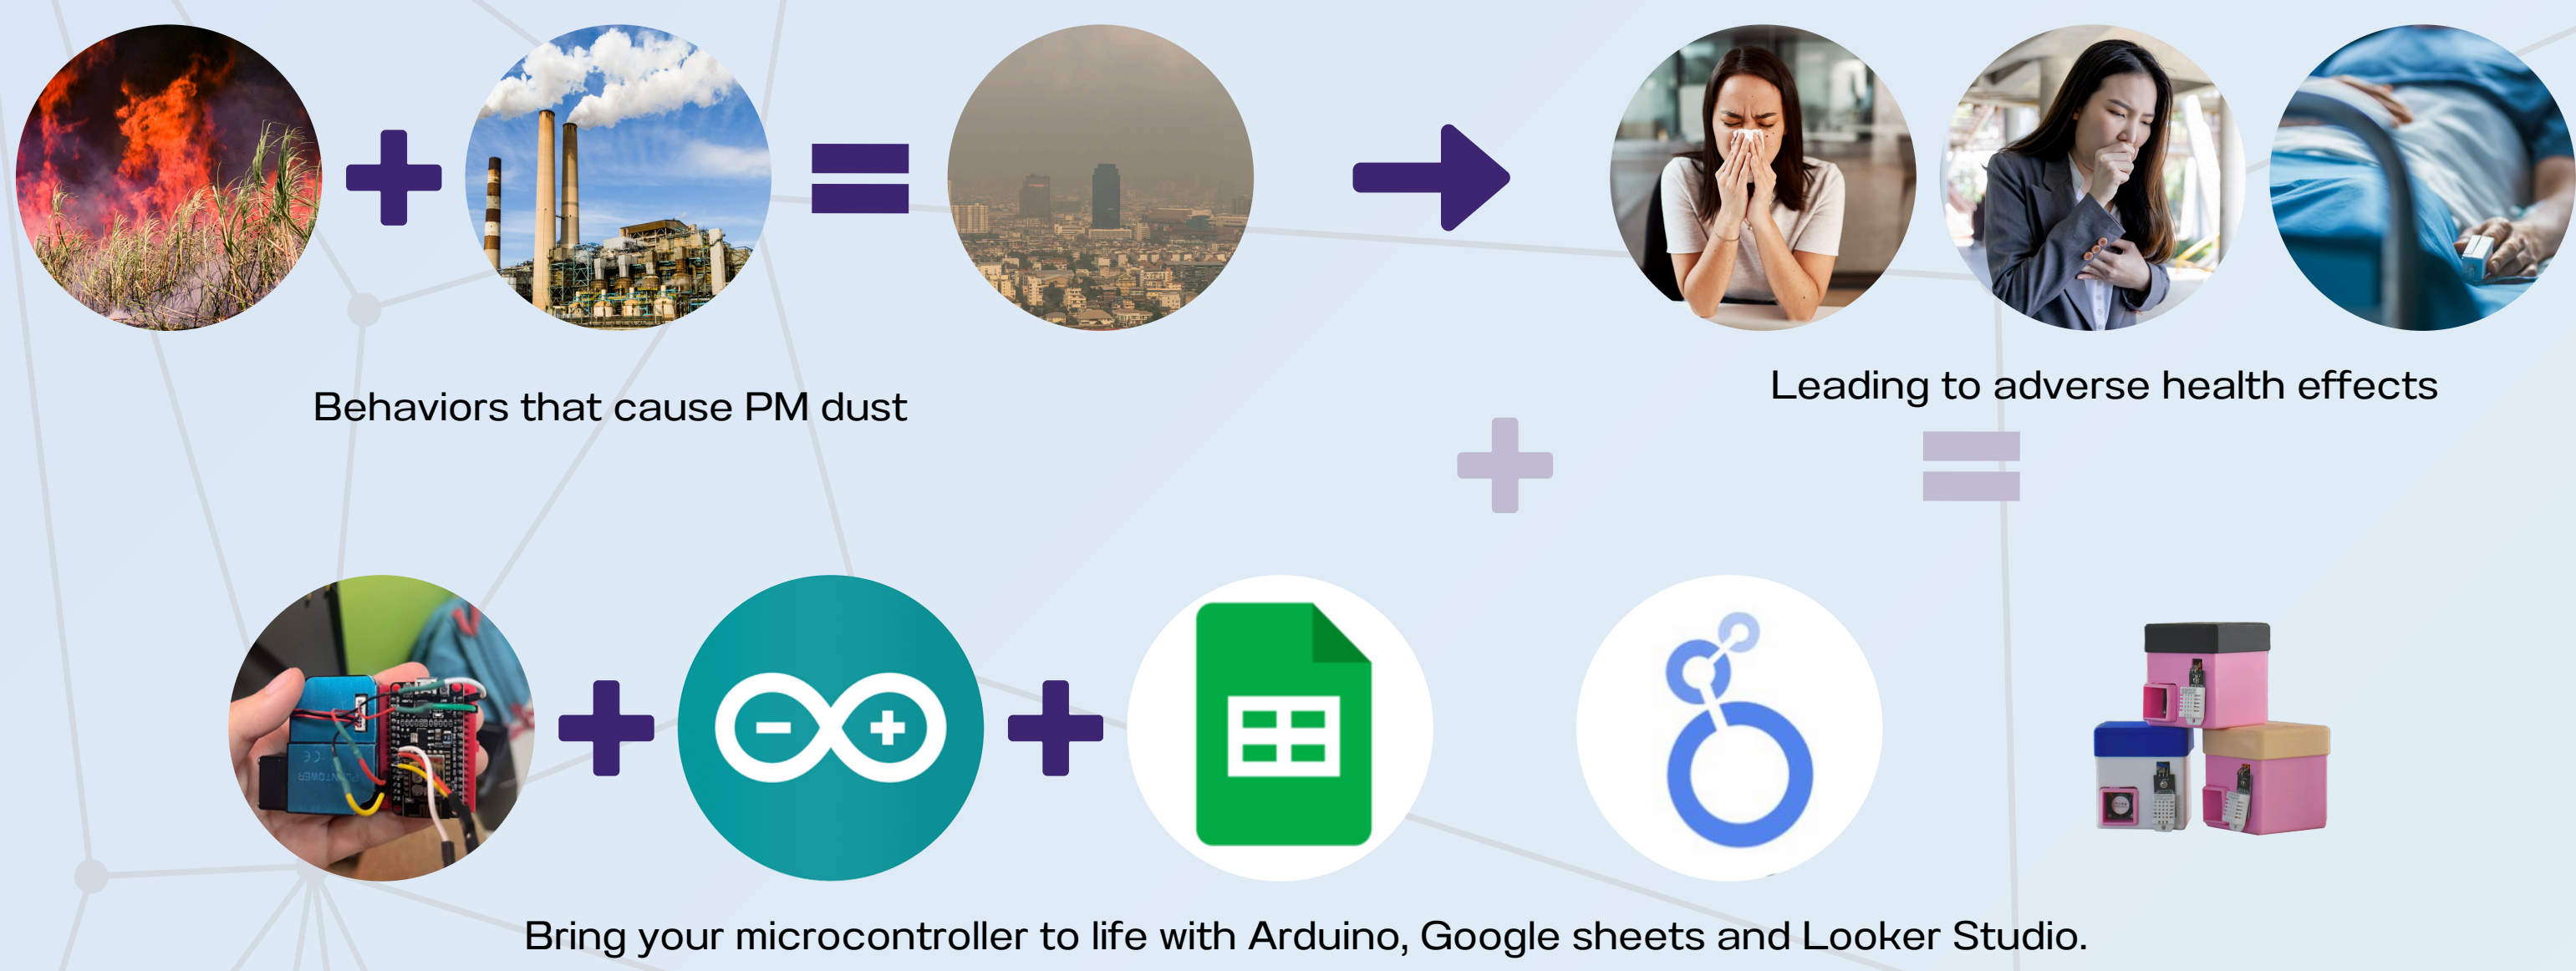 Behaviors that cause PM dust
Leading to adverse health effects
Bring your microcontroller to life with Arduino, Google sheets and Looker Studio.